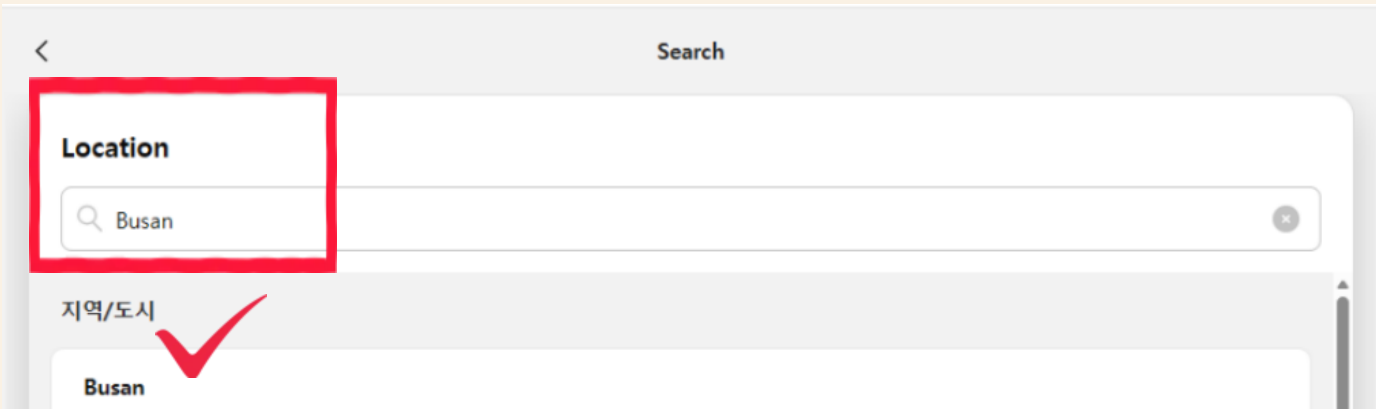 Search
Location
Busan
지역/도시
Busan